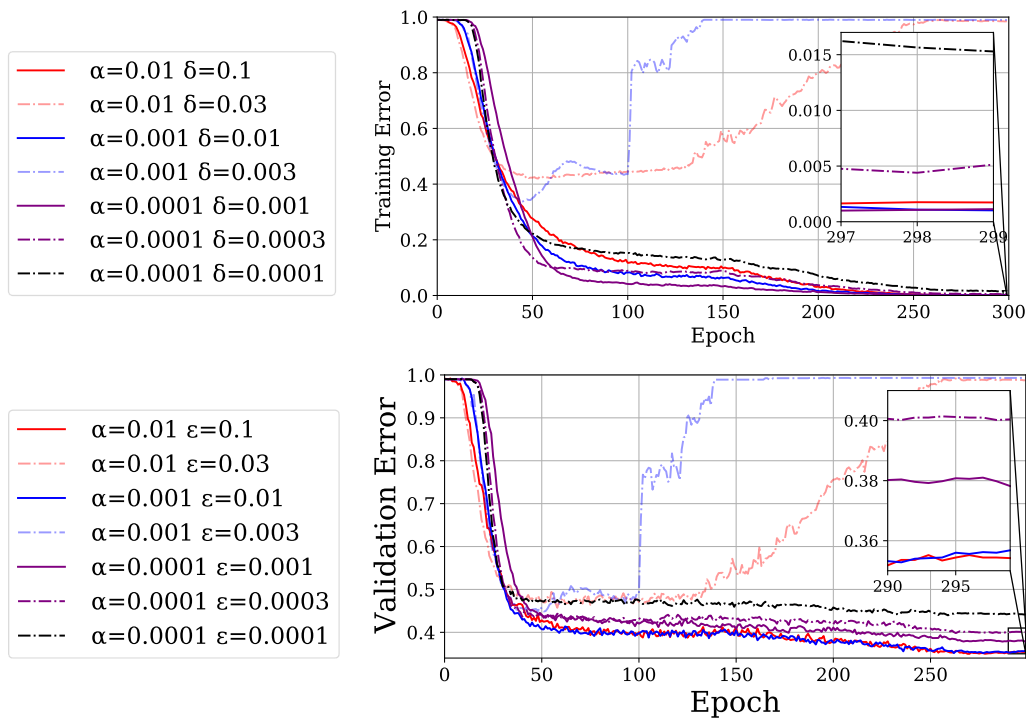 α=0.01 δ=0.1
α=0.01 δ=0.03
α=0.001 δ=0.01
α=0.001 δ=0.003
α=0.0001 δ=0.001
α=0.0001 δ=0.0003
α=0.0001 δ=0.0001
Training Error
1.0
0.8
0.6
0.4
0.2
0.0
0 50 100 150 200 250 300
Epoch
0.015
0.010
0.005
0.000
297 298 299
α=0.01 ε=0.1
α=0.01 ε=0.03
α=0.001 ε=0.01
α=0.001 ε=0.003
α=0.0001 ε=0.001
α=0.0001 ε=0.0003
α=0.0001 ε=0.0001
Validation Error
1.0
0.9
0.8
0.7
0.6
0.5
0.4
0 50 100 150 200 250
Epoch
0.40
0.38
0.36
290 295